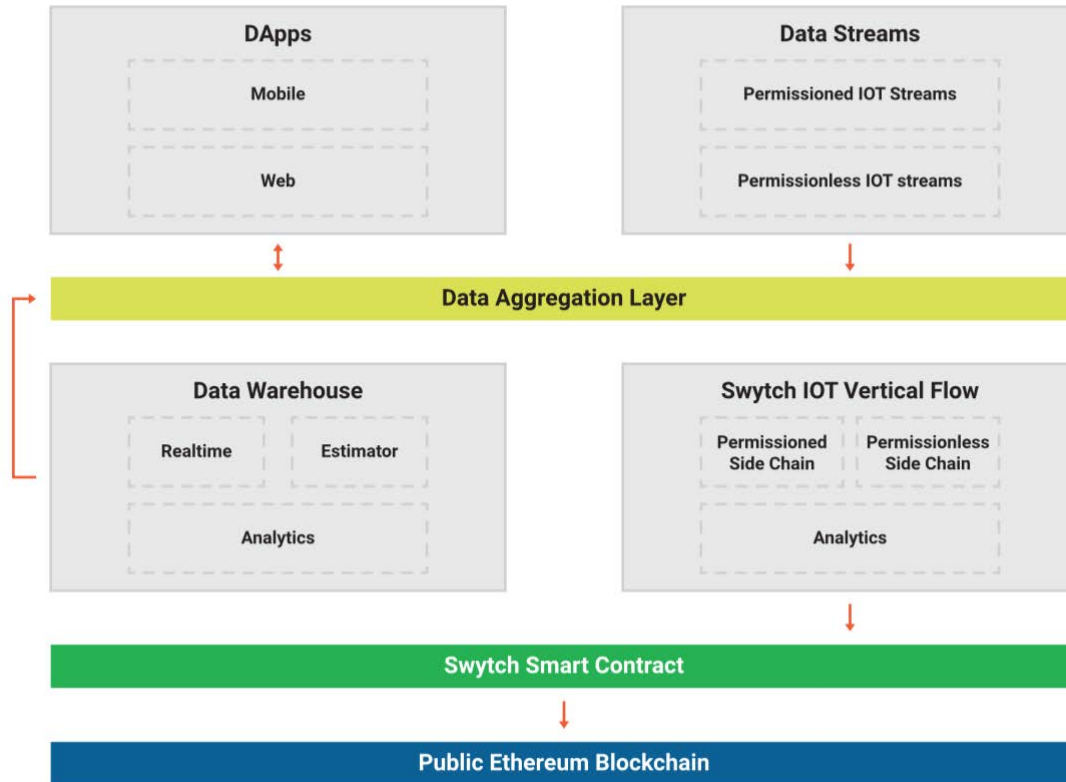 DApps
Mobile
Web
Data Streams
Permissioned IOT Streams
Permissionless IOT streams
Data Aggregation Layer
Data Warehouse
Realtime
Estimator
Analytics
Swytch IOT Vertical Flow
Permissioned
Side Chain
Permissionless
Side Chain
Analytics
Swytch Smart Contract
Public Ethereum Blockchain